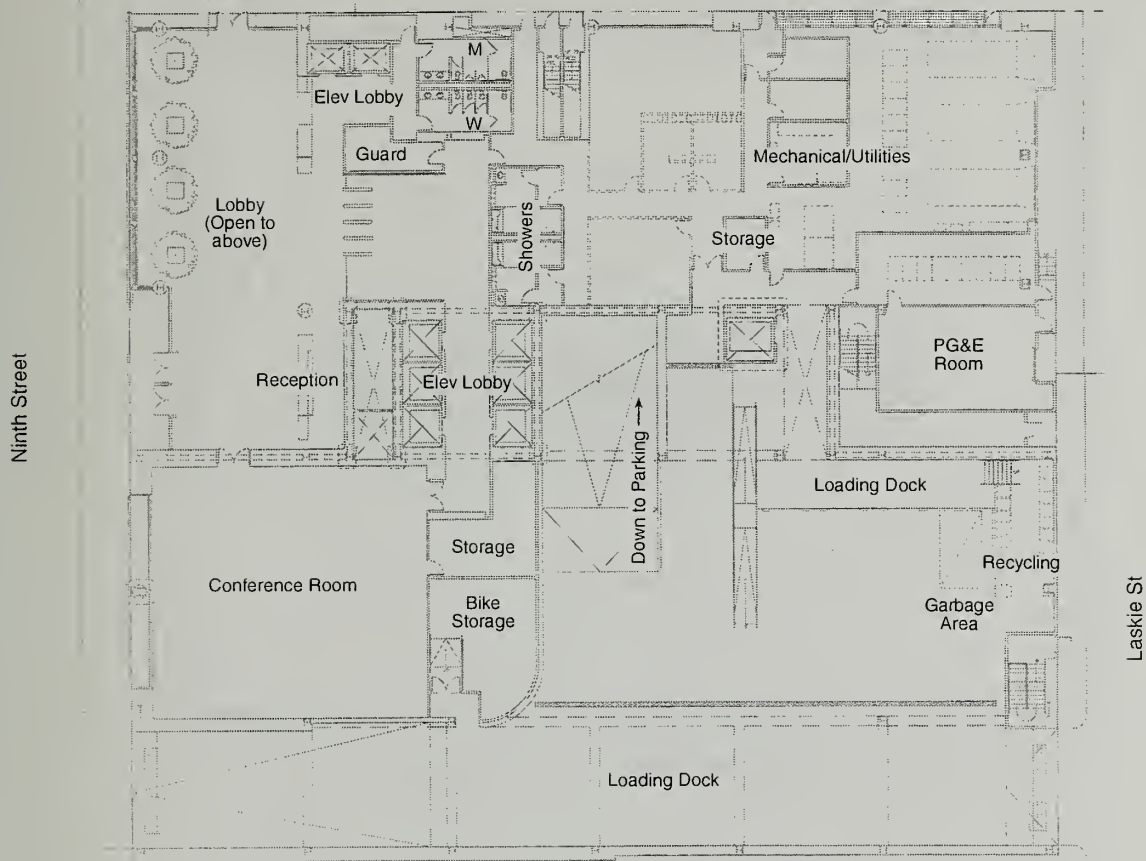 M
Elev Lobby
W
Guard
Mechanical/Utilities
Lobby
(Open to
above)
Showers
Storage
Ninth Street
Reception
Elev Lobby
PG&E
Room
Down to Parking
Loading Dock
Storage
Recycling
Conference Room
Bike
Storage
Garbage
Area
Laskie St
Loading Dock